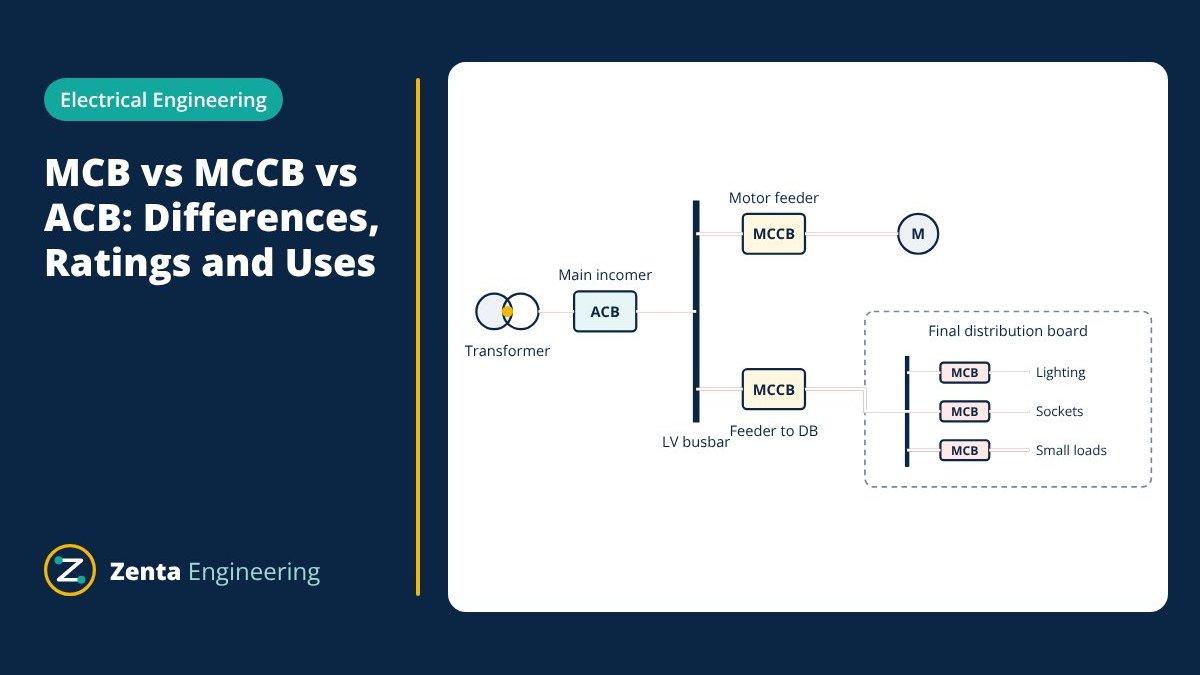 Electrical Engineering
MCB vs MCCB vs
ACB: Differences,
Ratings and Uses
Zenta Engineering
Transformer
Main incomer
ACB
LV busbar
Motor feeder
MCCB
M
MCCB
Feeder to DB
Final distribution board
MCB Lighting
MCB Sockets
MCB Small loads